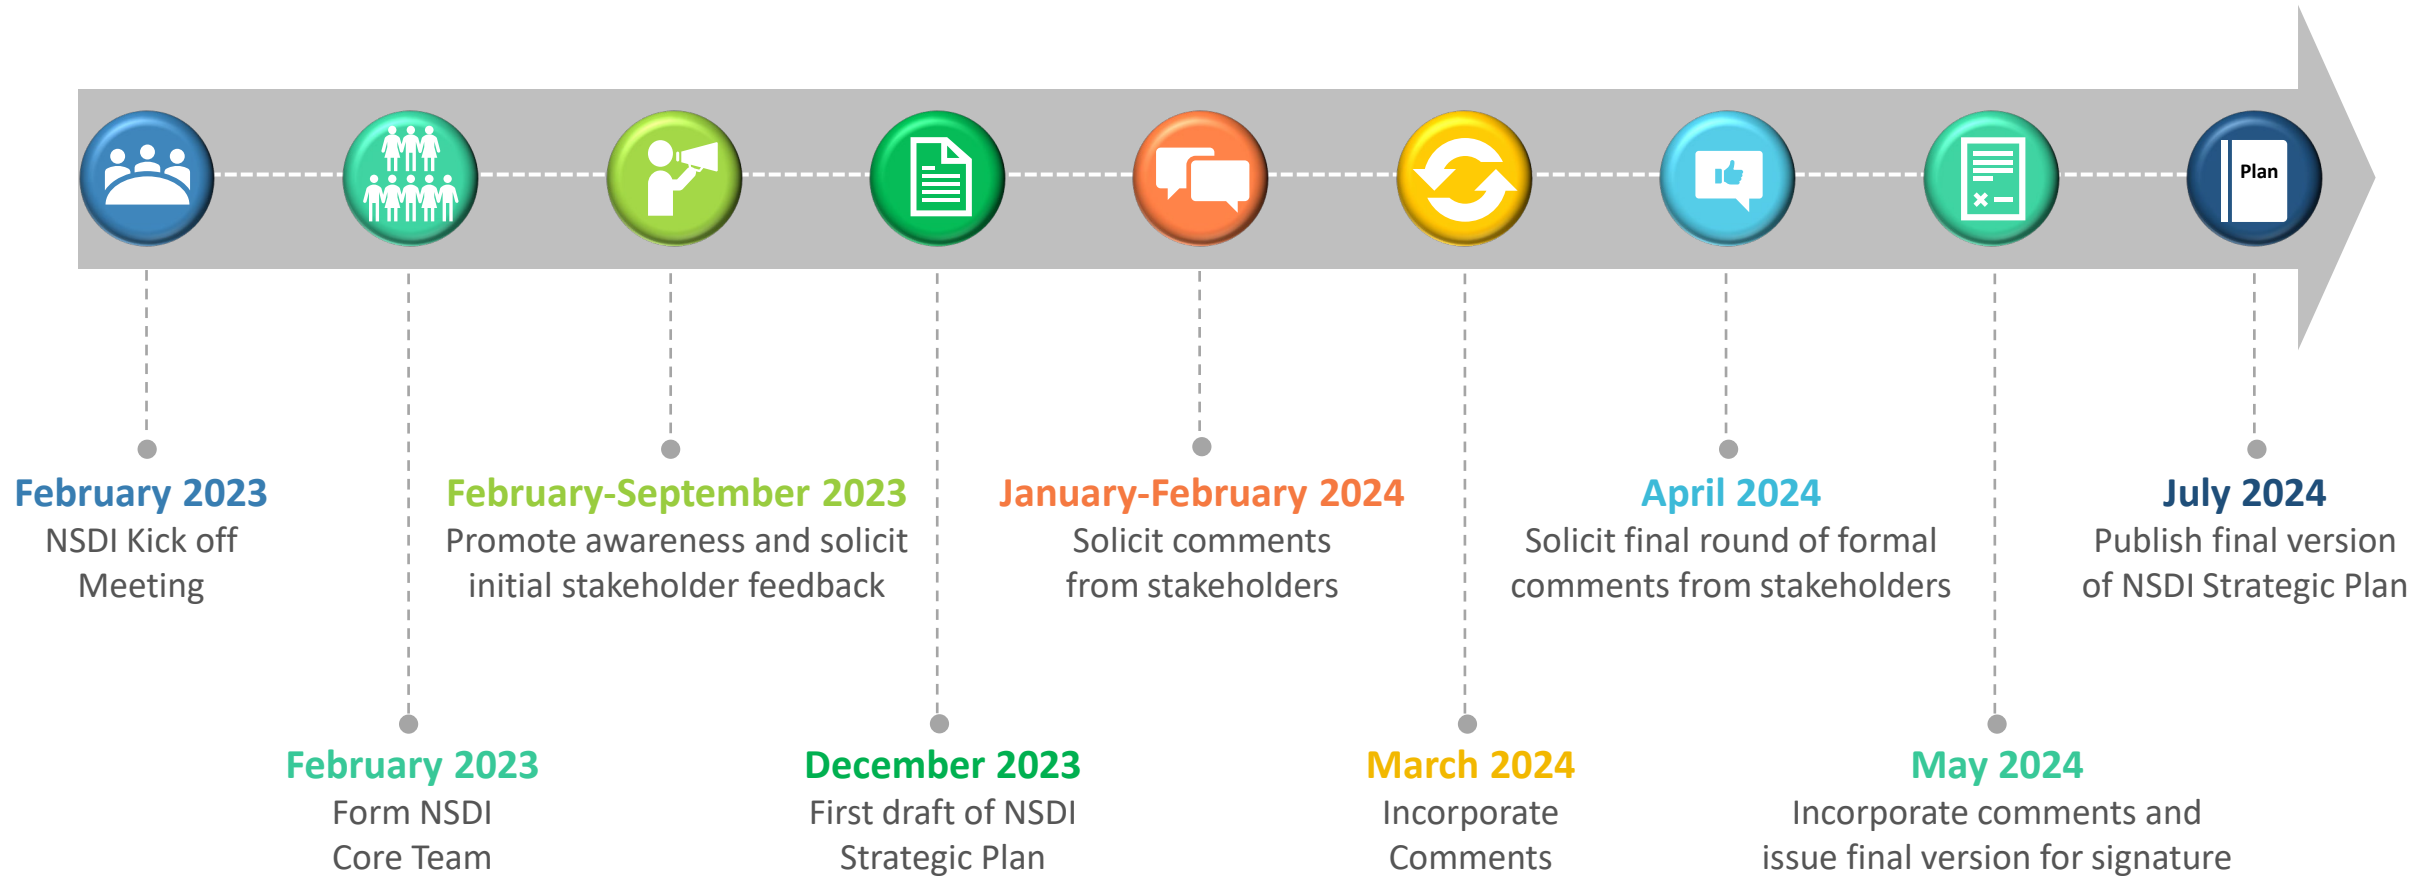 Plan
February 2023
NSDI Kick off
Meeting
February 2023
Form NSDI
Core Team
February-September 2023
Promote awareness and solicit
initial stakeholder feedback
December 2023
First draft of NSDI
Strategic Plan
January-February 2024
Solicit comments
from stakeholders
March 2024
Incorporate
Comments
April 2024
Solicit final round of formal
comments from stakeholders
May 2024
Incorporate comments and
issue final version for signature
July 2024
Publish final version
of NSDI Strategic Plan